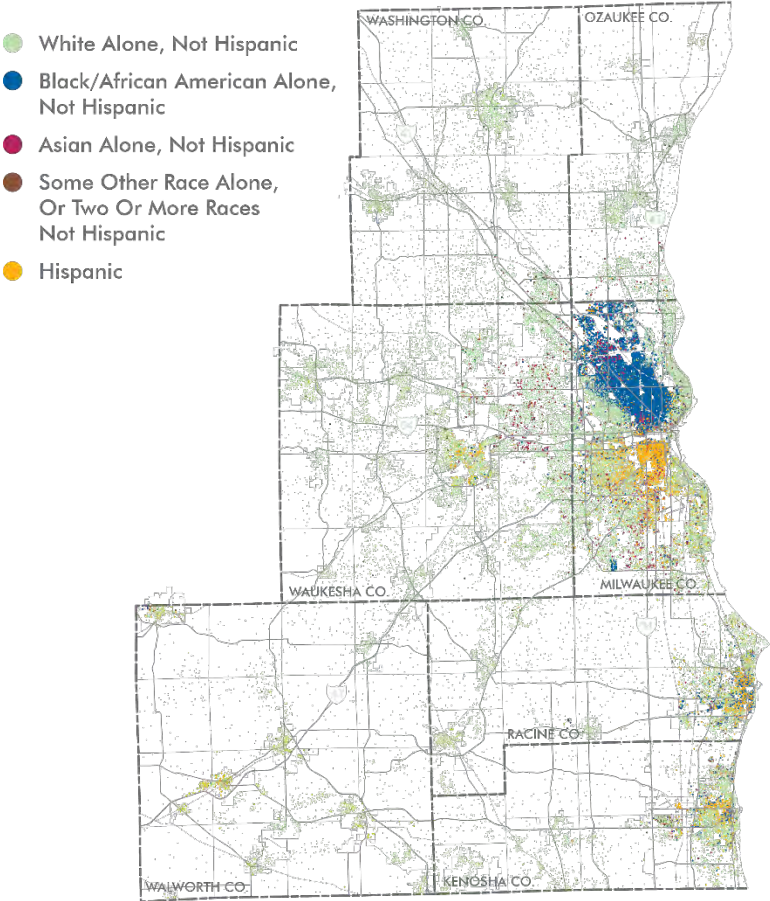 White Alone, Not Hispanic
Black/African American Alone,
Not Hispanic
Asian Alone, Not Hispanic
Some Other Race Alone,
Or Two Or More Races
Not Hispanic
Hispanic
WASHINGTON CO.
OZAUKEE CO.
WAUKESHA CO.
MILWAUKEE CO.
RACINE CO.
WALWORTH CO.
KENOSHA CO.